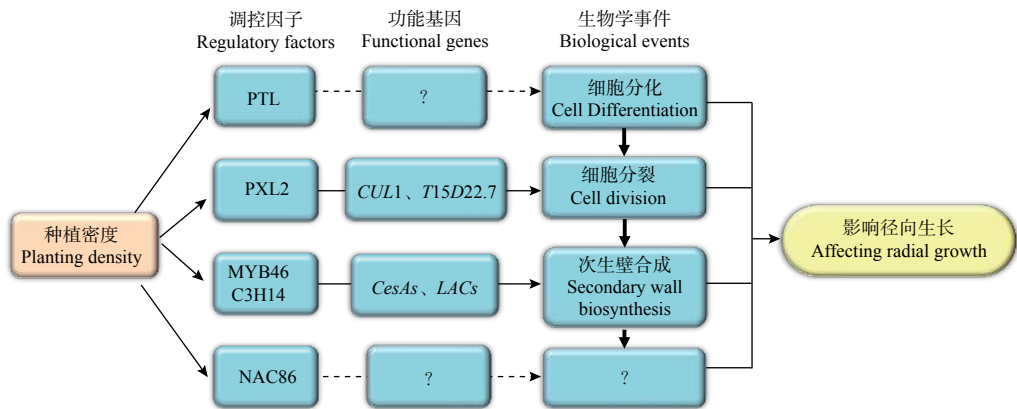 调控因子
Regulatory factors
功能基因
Functional genes
生物学事件
Biological events
PTL
?
细胞分化
Cell Differentiation
PXL2
CUL1、T15D22.7
细胞分裂
Cell division
种植密度
Planting density
影响径向生长
Affecting radial growth
MYB46
C3H14
CesAs、LACs
次生壁合成
Secondary wall
biosynthesis
NAC86
?
?